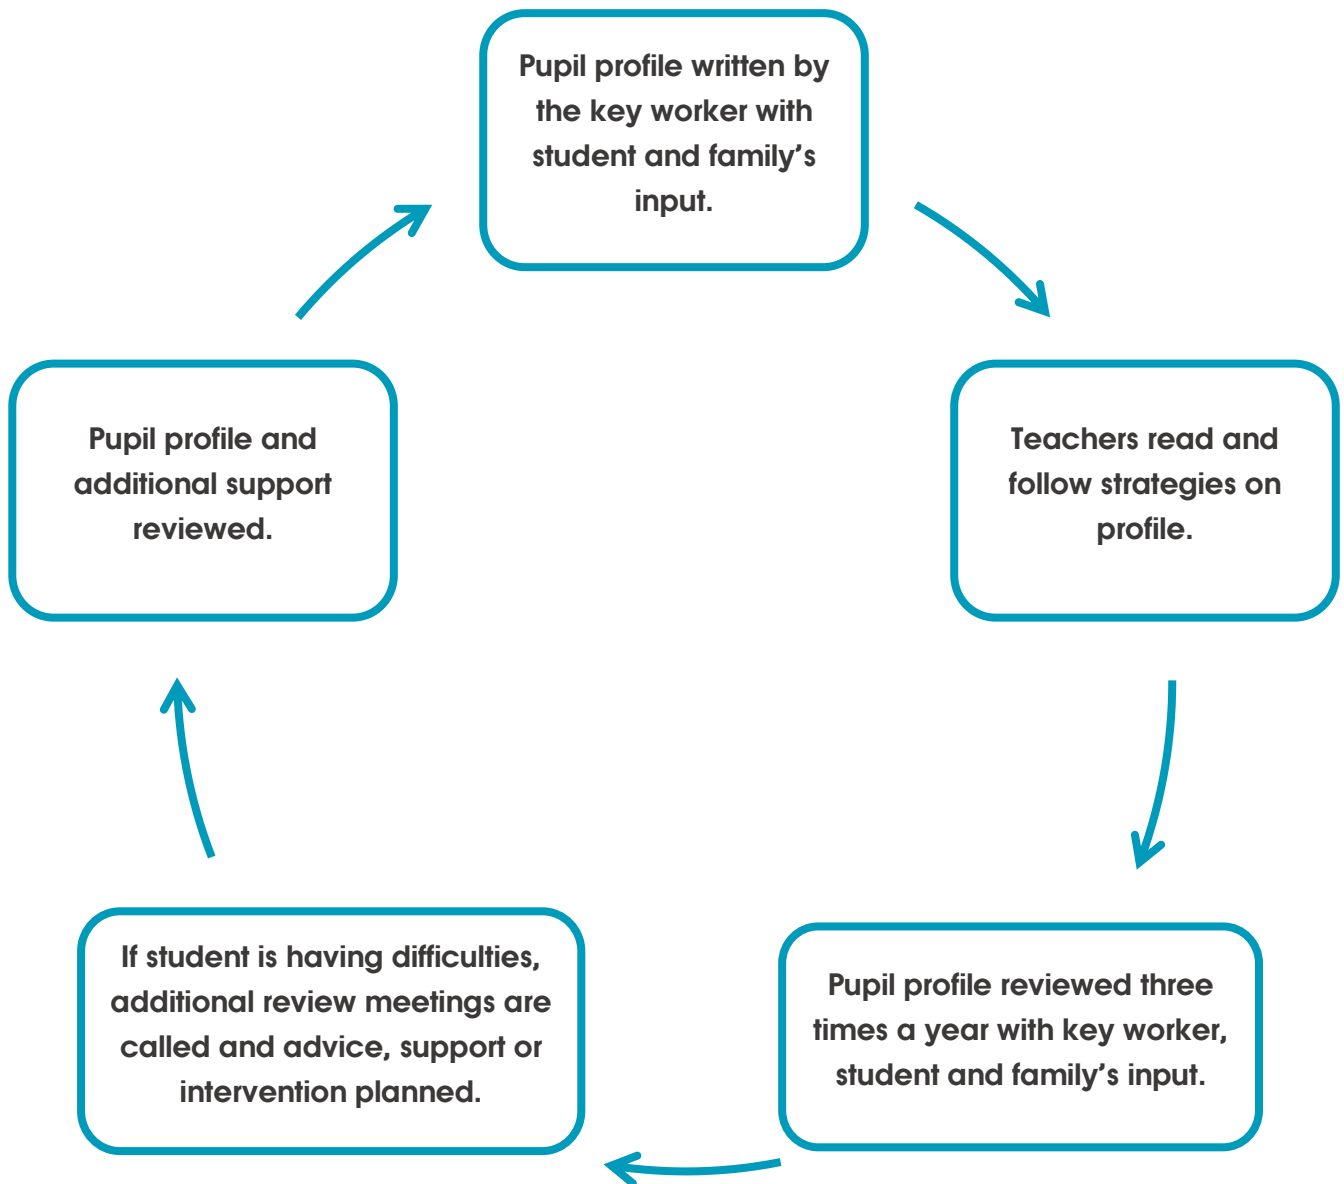 Pupil profile written by
the key worker with
student and family’s
input.
Teachers read and
follow strategies on
profile.
Pupil profile reviewed three
times a year with key worker,
student and family’s input.
If student is having difficulties,
additional review meetings are
called and advice, support or
intervention planned.
Pupil profile and
additional support
reviewed.